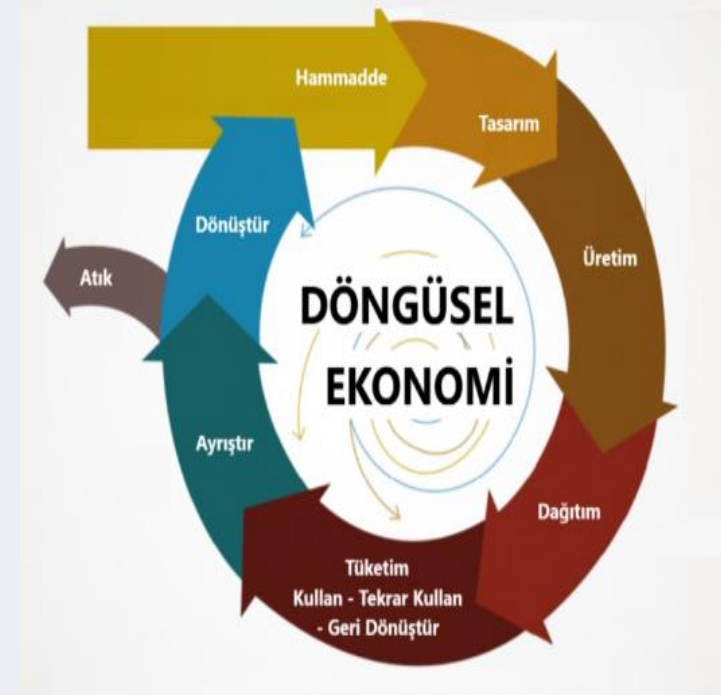 Hammadde
Tasarım
Üretim
Dağıtım
Tüketim
Kullan - Tekrar Kullan
- Geri Dönüştür
Ayrıştır
Atık
Dönüştür
DÖNGÜSEL
EKONOMİ